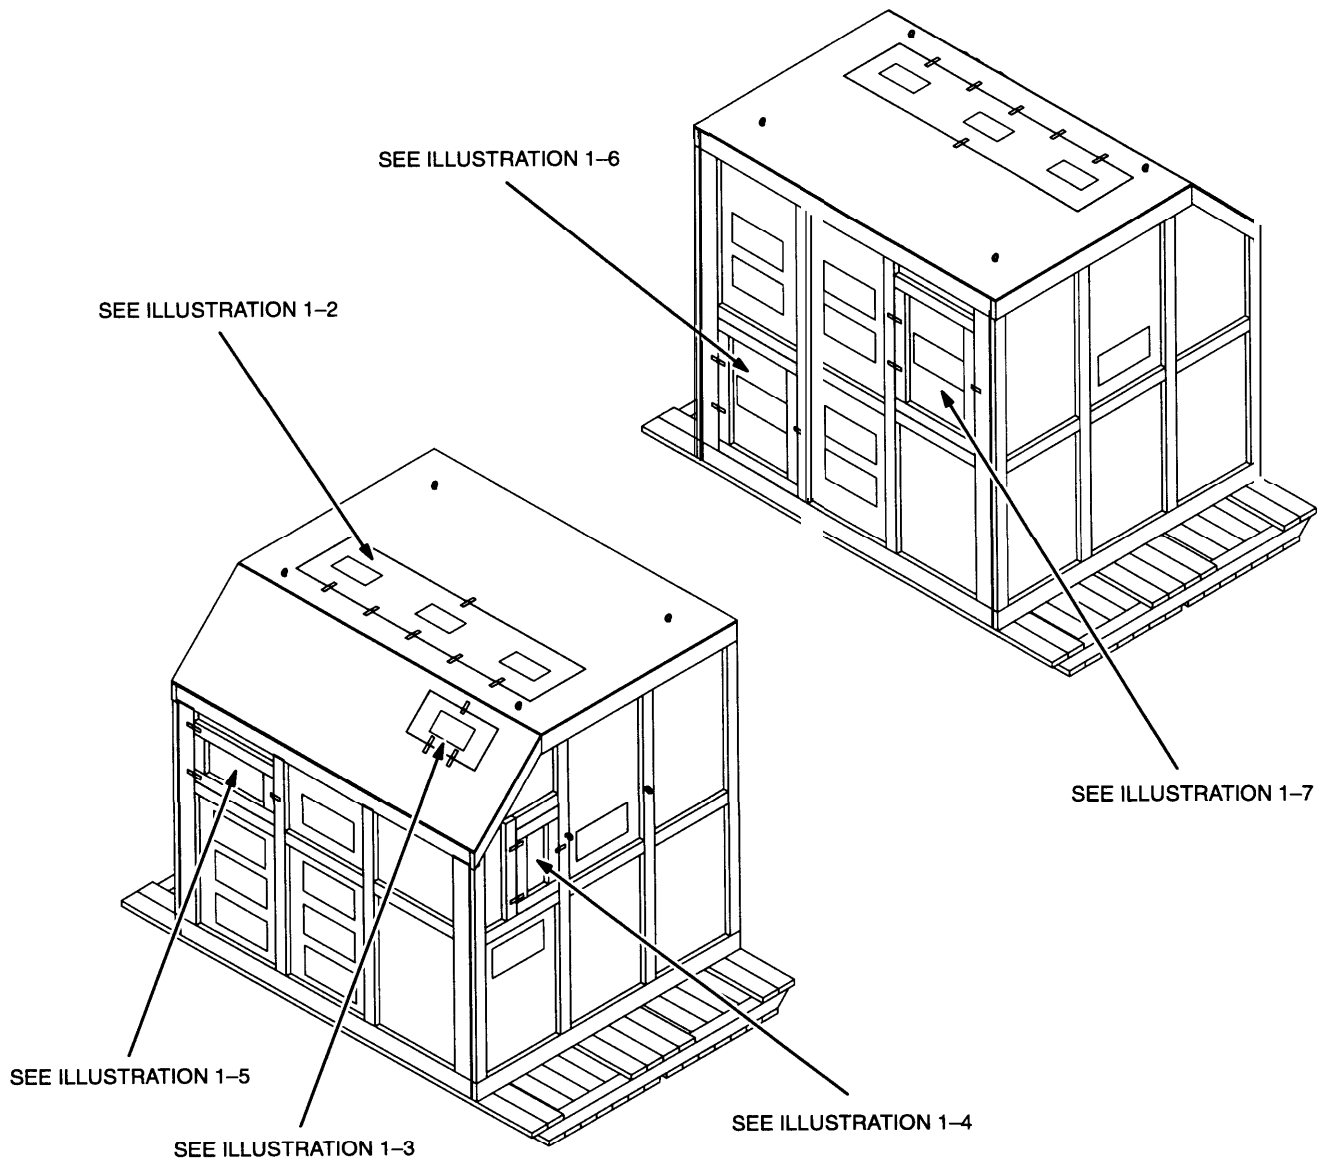 SEE ILLUSTRATION 1–6
SEE ILLUSTRATION 1–2
SEE ILLUSTRATION 1–7
SEE ILLUSTRATION 1–5
SEE ILLUSTRATION 1–4
SEE ILLUSTRATION 1–3